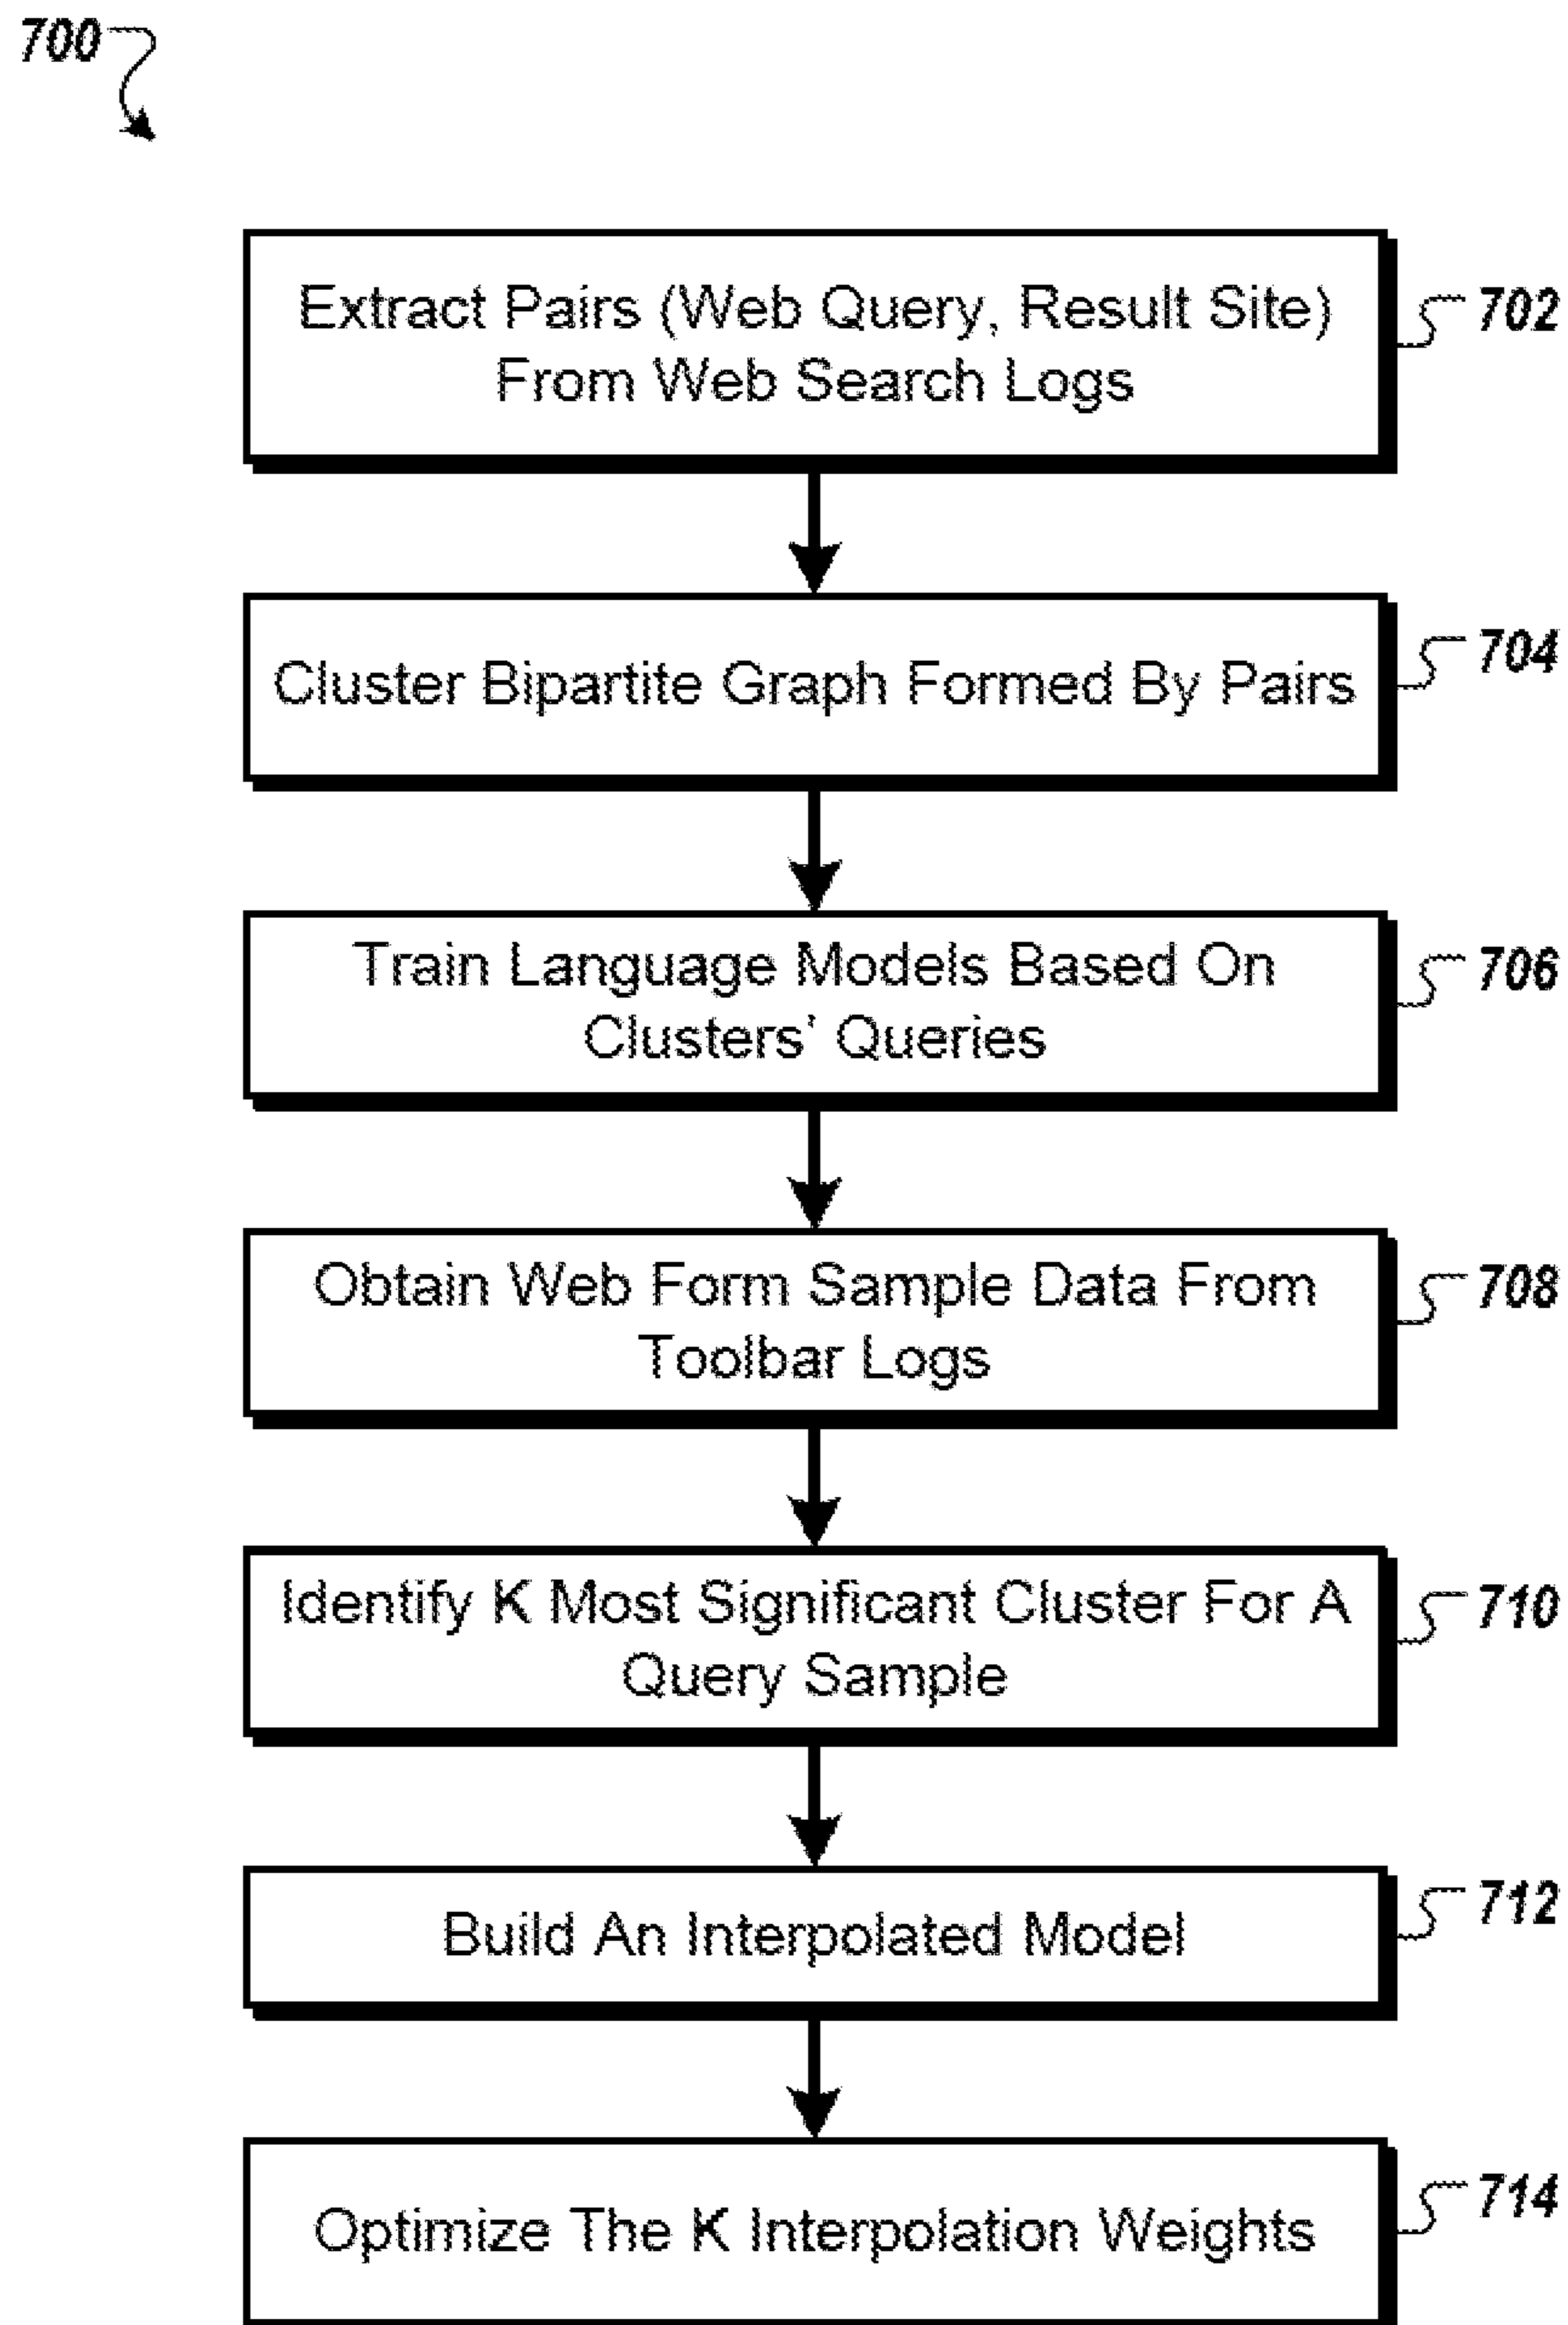 700
Extract Pairs (Web Query, Result Site)
From Web Search Logs
702
Cluster Bipartite Graph Formed By Pairs
704
Train Language Models Based On
Clusters' Queries
706
Obtain Web Form Sample Data From
Toolbar Logs
708
Identify K Most Significant Cluster For A
Query Sample
710
Build An Interpolated Model
712
Optimize The K Interpolation Weights
714